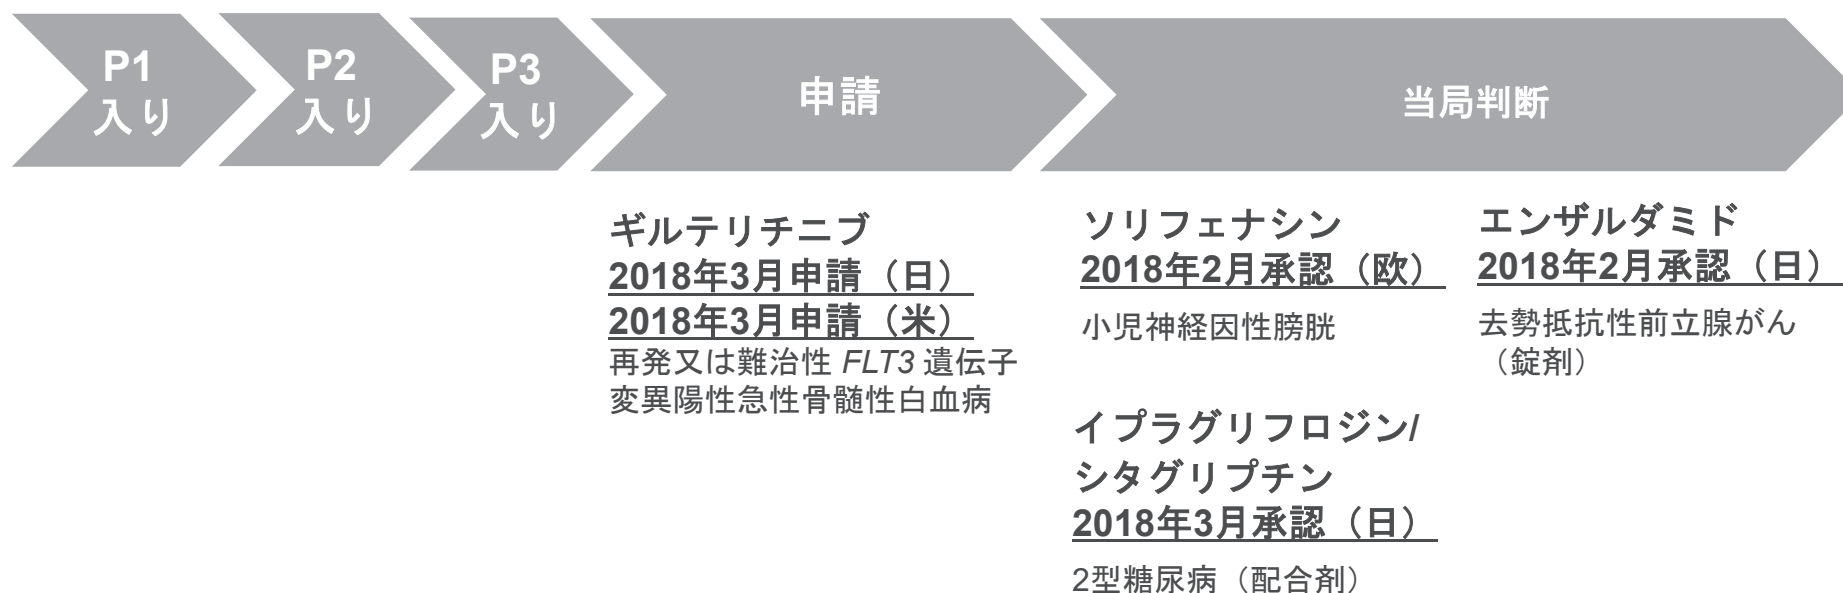 P1
入り
P2
入り
P3
入り
申請
当局判断
ギルテリチニブ
2018年3月申請（日）
2018年3月申請（米）
再発又は難治性 FLT3 遺伝子
変異陽性急性骨髄性白血病
ソリフェナシン
2018年2月承認（欧）
小児神経因性膀胱
エンザルダミド
2018年2月承認（日）
去勢抵抗性前立腺がん
（錠剤）
イプラグリフロジン/
シタグリプチン
2018年3月承認（日）
2型糖尿病（配合剤）